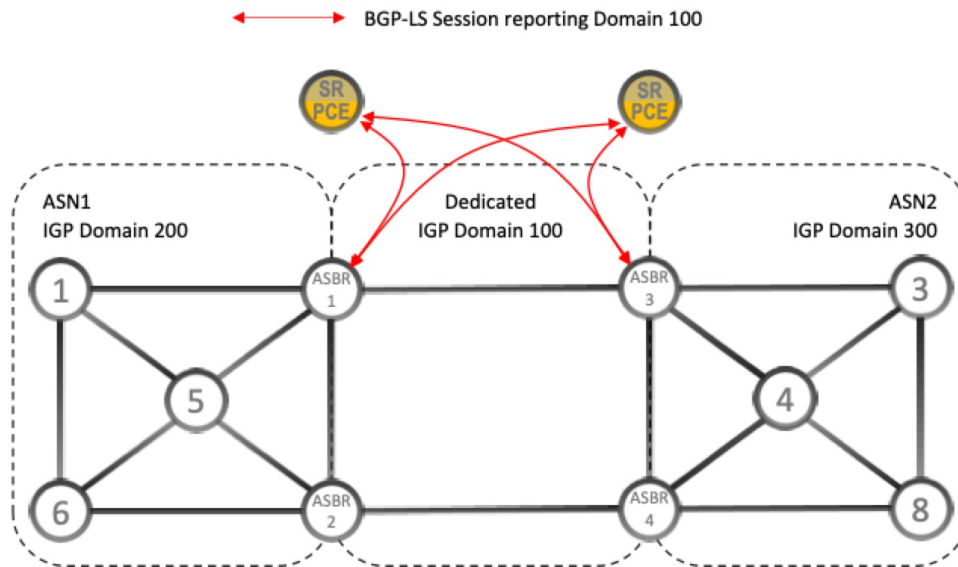 BGP-LS Session reporting Domain 100
SR
PCE
SR
PCE
ASN1
IGP Domain 200
Dedicated
IGP Domain 100
ASN2
IGP Domain 300
1
ASBR
1
ASBR
3
3
5
4
6
ASBR
2
ASBR
4
8